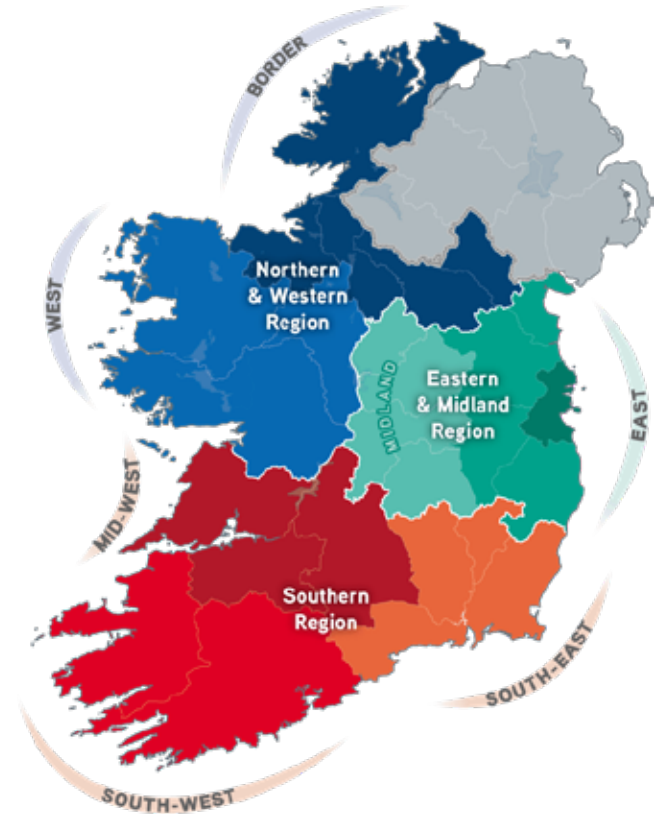 BORDER
WEST
Northern
& Western
Region
MIDLAND
Eastern
& Midland
Region
EAST
MID-WEST
Southern
Region
SOUTH-EAST
SOUTH-WEST